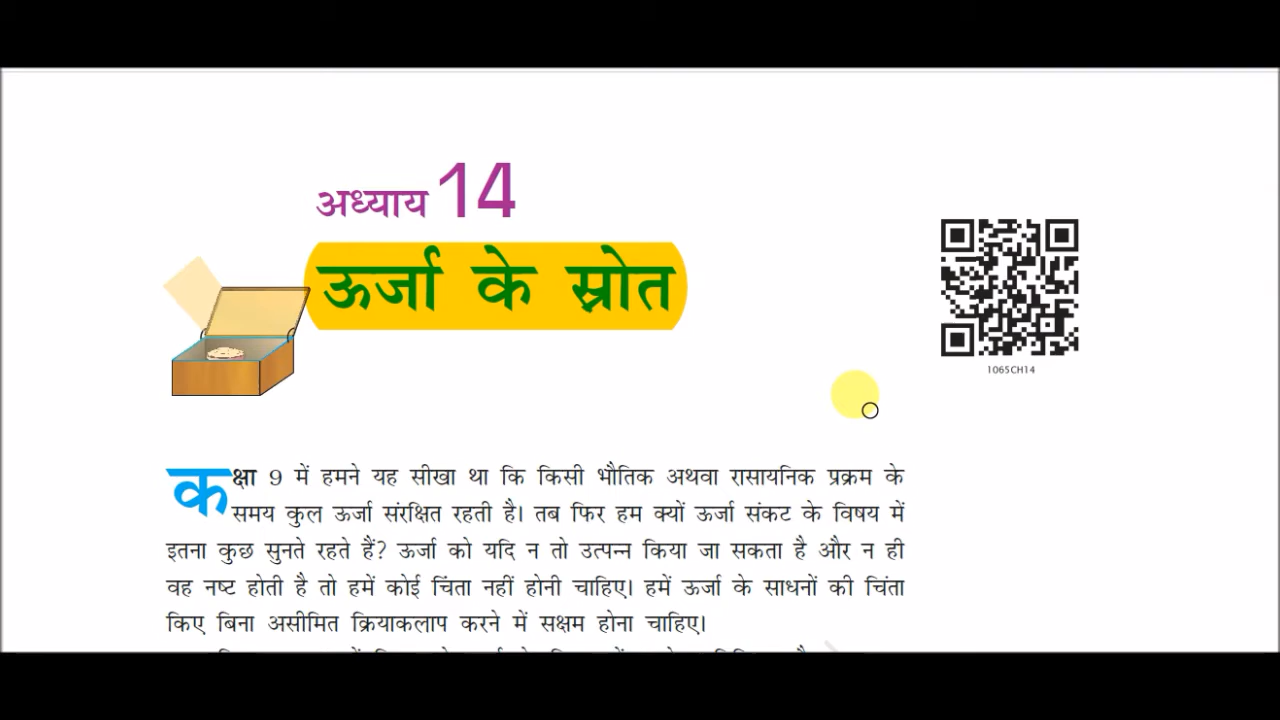 अध्याय 14
ऊर्जा के स्रोत
1065CH14
कक्षा 9 में हमने यह सीखा था कि किसी भौतिक अथवा रासायनिक प्रक्रम के
समय कुल ऊर्जा संरक्षित रहती है। तब फिर हम क्यों ऊर्जा संकट के विषय में
इतना कुछ सुनते रहते हैं? ऊर्जा को यदि न तो उत्पन्न किया जा सकता है और न ही
वह नष्ट होती है तो हमें कोई चिंता नहीं होनी चाहिए। हमें ऊर्जा के साधनों की चिंता
किए बिना असीमित क्रियाकलाप करने में सक्षम होना चाहिए।